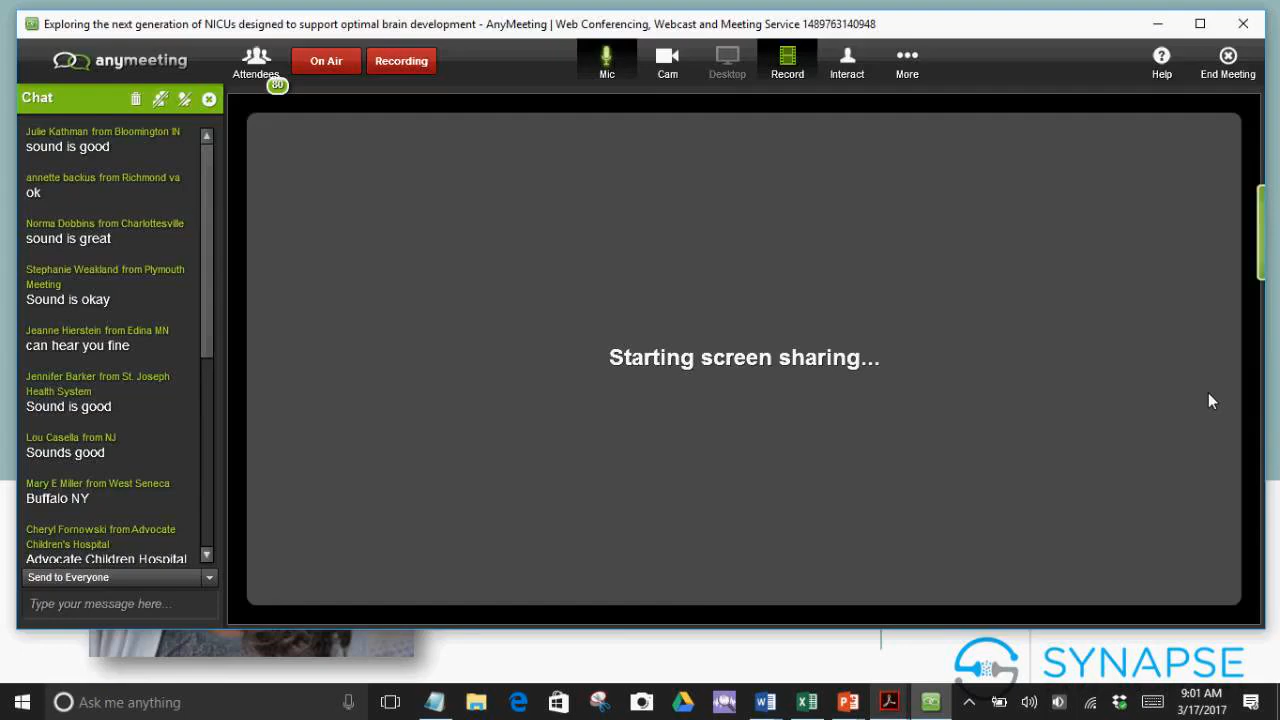 Exploring the next generation of NICUs designed to support optimal brain development - AnyMeeting | Web Conferencing, Webcast and Meeting Service 1489763140948
anymeeting
Attendees
80
On Air
Recording
Mic
Cam
Desktop
Record
Interact
More
Help
End Meeting
Chat
Julie Kathman from Bloomington IN
sound is good
annette backus from Richmond va
ok
Norma Dobbins from Charlottesville
sound is great
Stephanie Weakland from Plymouth
Meeting
Sound is okay
Jeanne Hierstein from Edina MN
can hear you fine
Jennifer Barker from St. Joseph
Health System
Sound is good
Lou Casella from NJ
Sounds good
Mary E Miller from West Seneca
Buffalo NY
Cheryl Fornowski from Advocate
Children's Hospital
Advocate Children Hospital
Send to Everyone
Type your message here...
Starting screen sharing...
SYNAPSE
Ask me anything
9:01 AM
3/17/2017